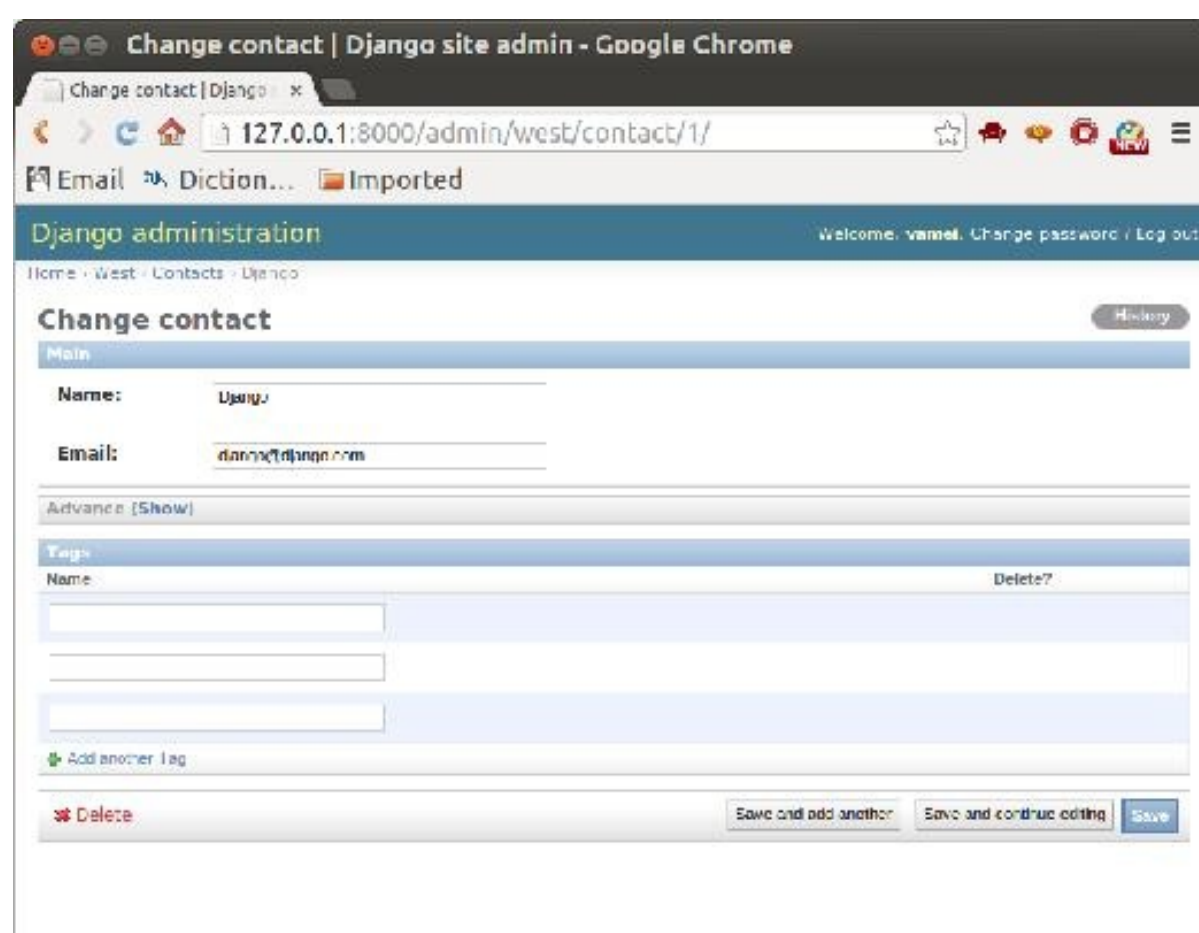 Change contact | Django site admin - Google Chrome
Change contact | Django
127.0.0.1:8000/admin/west/contact/1/
NEW
Email Diction... Imported
Django administration
Welcome, vamei. Change password / Log out
Home › West › Contacts › Django
Change contact
History
Main
Name: Django
Email: django@django.com
Advance (Show)
Tags
Name Delete?
Add another Tag
Delete
Save and add another Save and continue editing Save